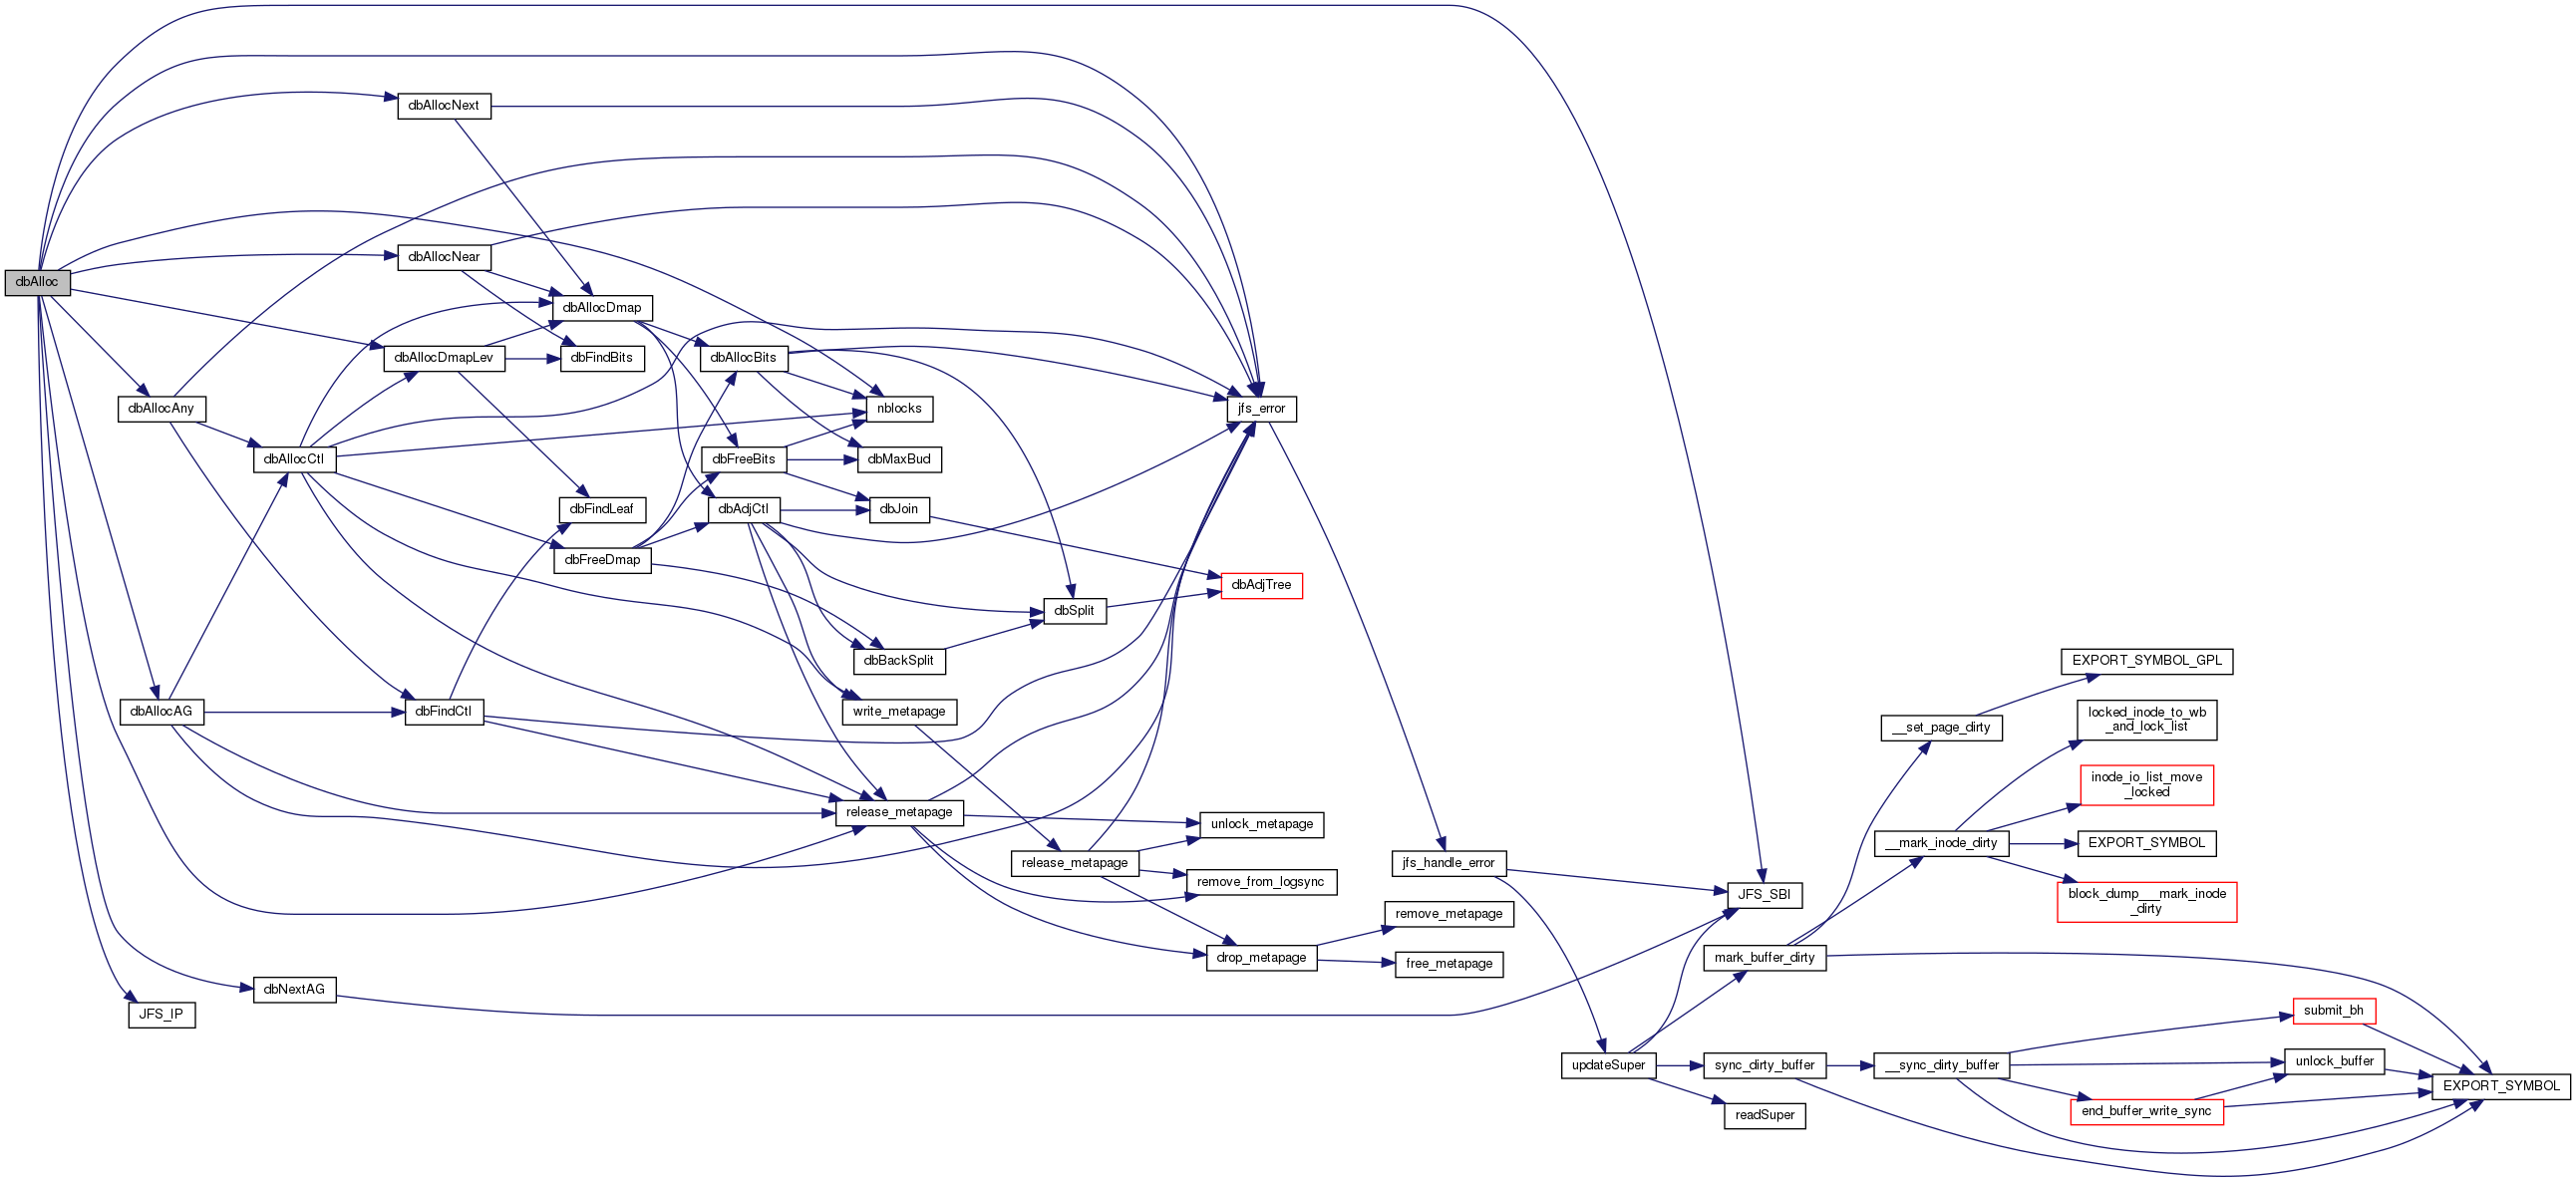 dbAlloc
dbAllocNext
dbAllocNear
dbAllocDmap
dbAllocDmapLev
dbFindBits
dbAllocBits
dbAllocAny
nblocks
jfs_error
dbAllocCtl
dbFreeBits
dbMaxBud
dbFindLeaf
dbAdjCtl
dbJoin
dbFreeDmap
dbAdjTree
dbSplit
dbBackSplit
dbAllocAG
dbFindCtl
write_metapage
release_metapage
unlock_metapage
release_metapage
remove_from_logsync
drop_metapage
remove_metapage
free_metapage
dbNextAG
JFS_IP
jfs_handle_error
JFS_SBI
updateSuper
mark_buffer_dirty
sync_dirty_buffer
readSuper
__set_page_dirty
EXPORT_SYMBOL_GPL
locked_inode_to_wb
_and_lock_list
inode_io_list_move
_locked
__mark_inode_dirty
EXPORT_SYMBOL
block_dump___mark_inode
_dirty
__sync_dirty_buffer
submit_bh
unlock_buffer
end_buffer_write_sync
EXPORT_SYMBOL